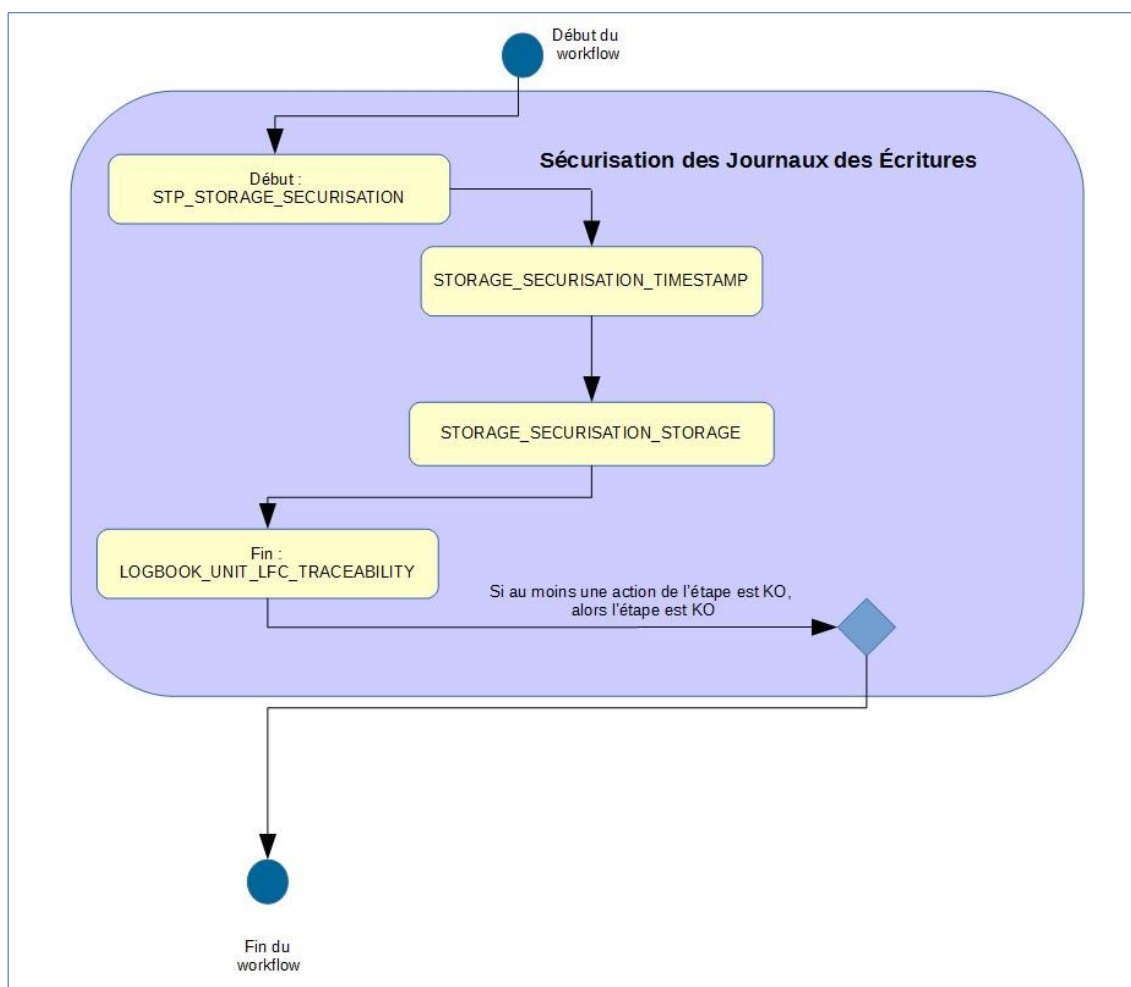 Début du
workflow
Sécurisation des Journaux des Écritures
Début :
STP_STORAGE_SECURISATION
STORAGE_SECURISATION_TIMESTAMP
STORAGE_SECURISATION_STORAGE
Fin :
LOGBOOK_UNIT_LFC_TRACEABILITY
Si au moins une action de l'étape est KO,
alors l'étape est KO
Fin du
workflow